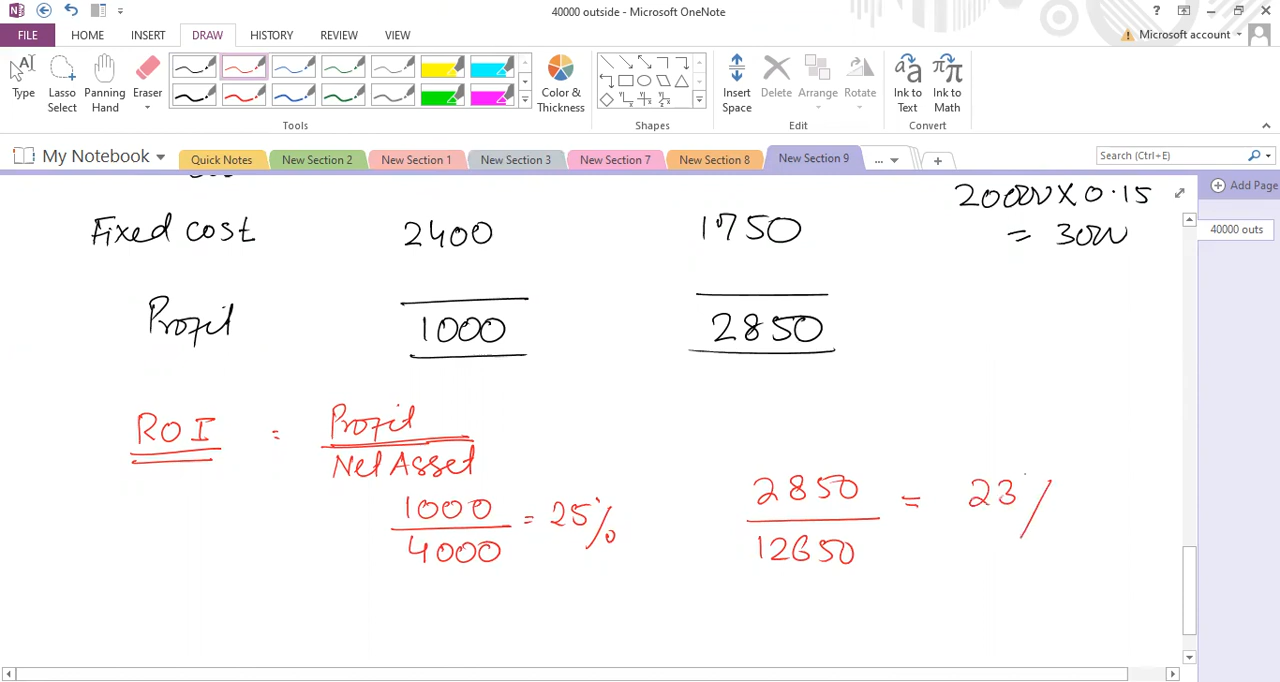 40000 outside - Microsoft OneNote
?
Microsoft account
FILE HOME INSERT DRAW HISTORY REVIEW VIEW
Type
Lasso Select
Panning Hand
Eraser
Color & Thickness
Insert Space
Delete
Arrange
Rotate
Ink to Text
Ink to Math
Tools Shapes Edit Convert
My Notebook Quick Notes New Section 2 New Section 1 New Section 3 New Section 7 New Section 8 New Section 9 ... + Search (Ctrl+E)
Add Page
40000 outs
20000 X 0.15
Fixed cost 2400 1750 = 3000
Profit 1000 2850
ROI = Profit
Net Asset
1000 = 25%
4000
2850 = 23/
12650